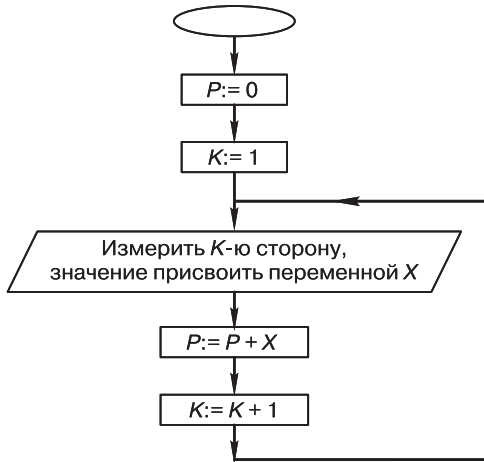 P:= 0
K:= 1
Измерить K-ю сторону,
значение присвоить переменной X
P:= P + X
K:= K + 1